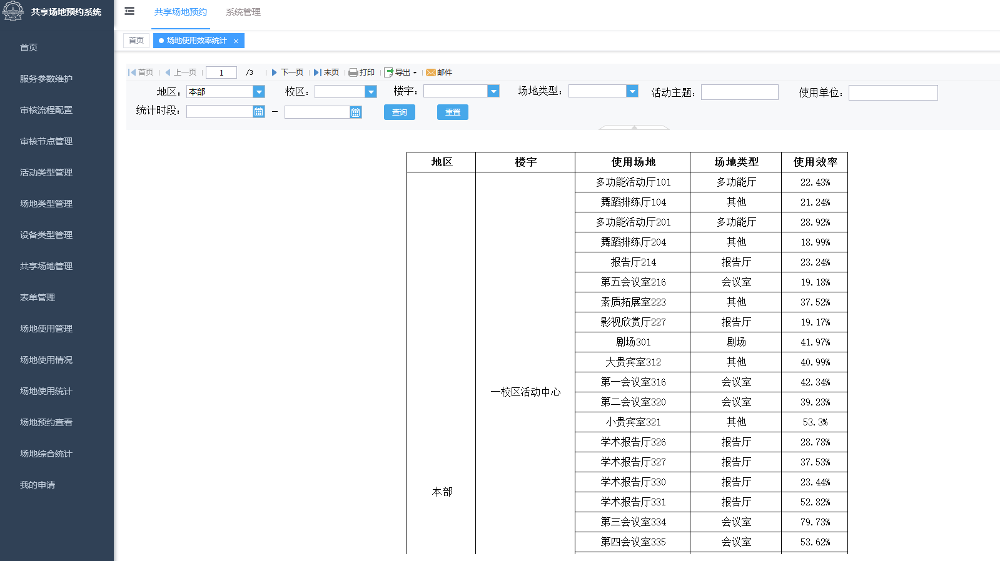 共享场地预约系统
共享场地预约 系统管理
首页 场地使用效率统计 ×
首页
服务参数维护
审核流程配置
审核节点管理
活动类型管理
场地类型管理
设备类型管理
共享场地管理
表单管理
场地使用管理
场地使用情况
场地使用统计
场地预约查看
场地综合统计
我的申请
首页 上一页 1 /3 下一页 末页 打印 导出 邮件
地区: 本部 校区: 楼宇: 场地类型: 活动主题: 使用单位:
统计时段: – 查询 重置
地区 楼宇 使用场地 场地类型 使用效率
多功能活动厅101 多功能厅 22.43%
舞蹈排练厅104 其他 21.24%
多功能活动厅201 多功能厅 28.92%
舞蹈排练厅204 其他 18.99%
报告厅214 报告厅 23.24%
第五会议室216 会议室 19.18%
素质拓展室223 其他 37.52%
影视欣赏厅227 报告厅 19.17%
剧场301 剧场 41.97%
大贵宾室312 其他 40.99%
第一会议室316 会议室 42.34%
一校区活动中心
第二会议室320 会议室 39.23%
小贵宾室321 其他 53.3%
学术报告厅326 报告厅 28.78%
学术报告厅327 报告厅 37.53%
学术报告厅330 报告厅 23.44%
本部
学术报告厅331 报告厅 52.82%
第三会议室334 会议室 79.73%
第四会议室335 会议室 53.62%